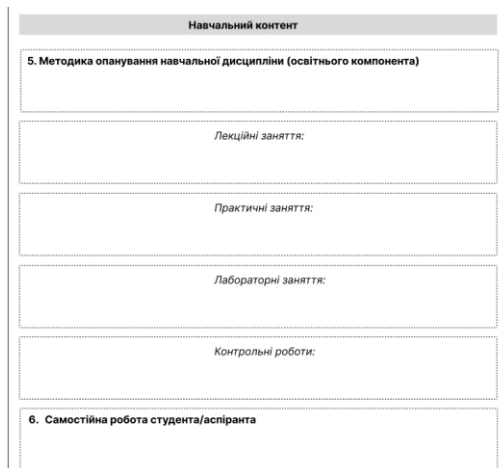 Навчальний контент
5. Методика опанування навчальної дисципліни (освітнього компонента)
Лекційні заняття:
Практичні заняття:
Лабораторні заняття:
Контрольні роботи:
6. Самостійна робота студента/аспіранта